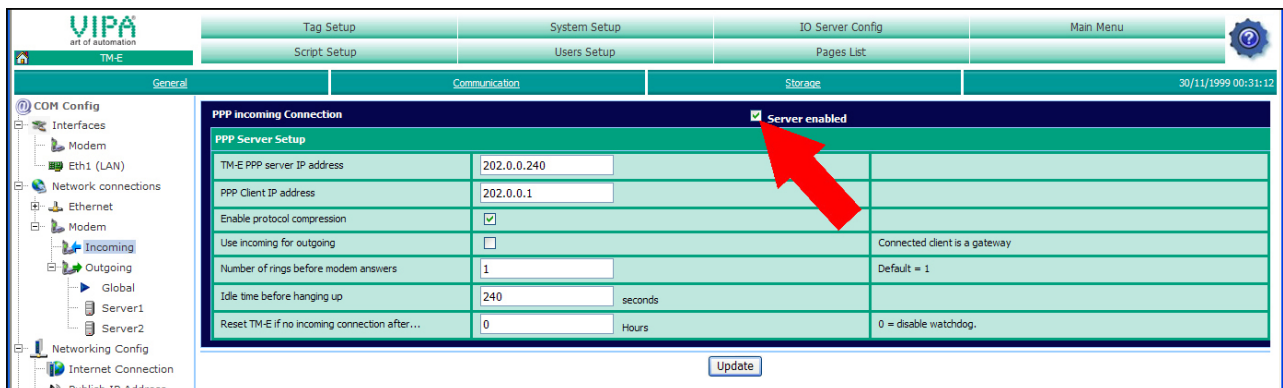 VIPA
art of automation
TM-E
Tag Setup System Setup IO Server Config Main Menu
Script Setup Users Setup Pages List
General Communication Storage 30/11/1999 00:31:12
COM Config
Interfaces
Modem
Eth1 (LAN)
Network connections
Ethernet
Modem
Incoming
Outgoing
Global
Server1
Server2
Networking Config
Internet Connection
Publish IP Address
PPP incoming Connection Server enabled
PPP Server Setup
TM-E PPP server IP address 202.0.0.240
PPP Client IP address 202.0.0.1
Enable protocol compression
Use incoming for outgoing Connected client is a gateway
Number of rings before modem answers 1 Default = 1
Idle time before hanging up 240 seconds
Reset TM-E if no incoming connection after... 0 Hours 0 = disable watchdog.
Update